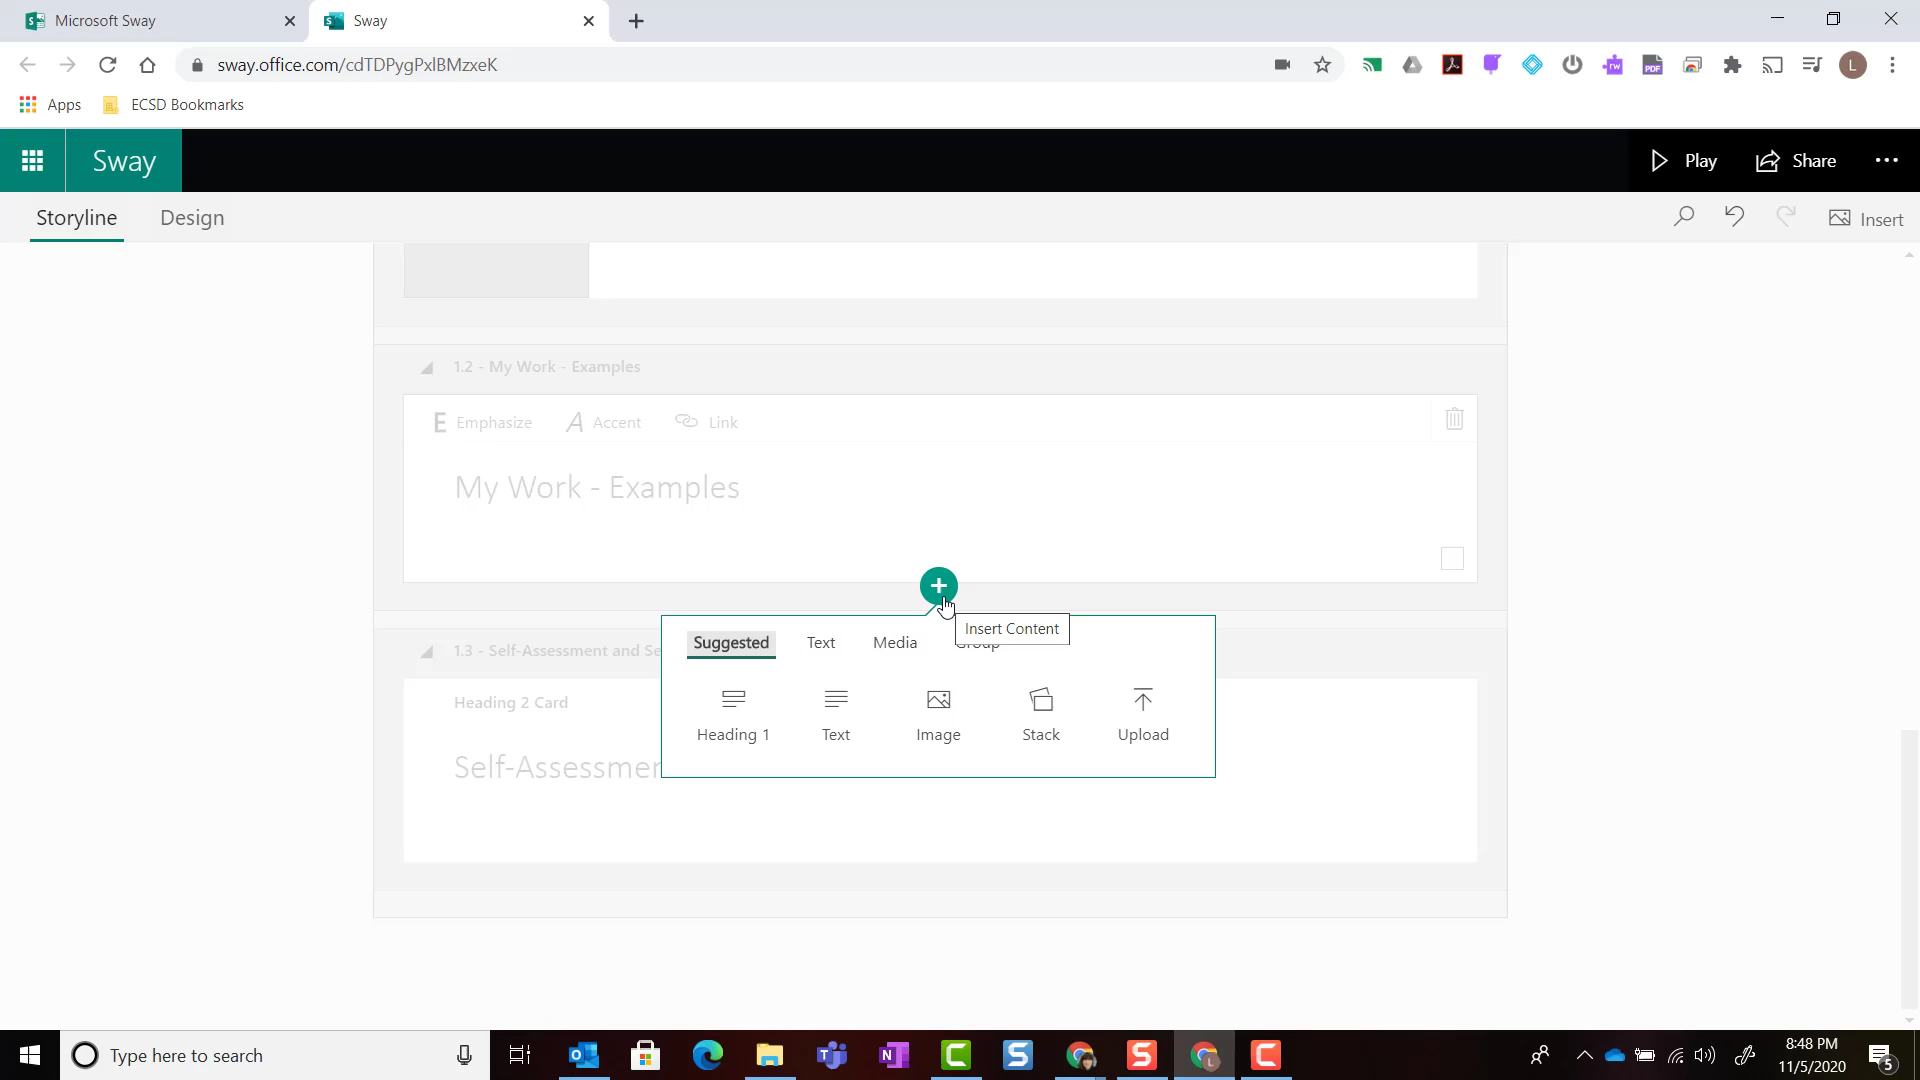 Microsoft Sway
Sway
sway.office.com/cdTDPygPxlBMzxeK
Apps
ECSD Bookmarks
Sway
Play
Share
Storyline
Design
Insert
1.2 - My Work - Examples
E Emphasize
A Accent
Link
My Work - Examples
Insert Content
Suggested
Text
Media
Group
1.3 - Self-Assessment and Se
Heading 2 Card
Heading 1
Text
Image
Stack
Upload
Self-Assessmen
Type here to search
8:48 PM
11/5/2020
5